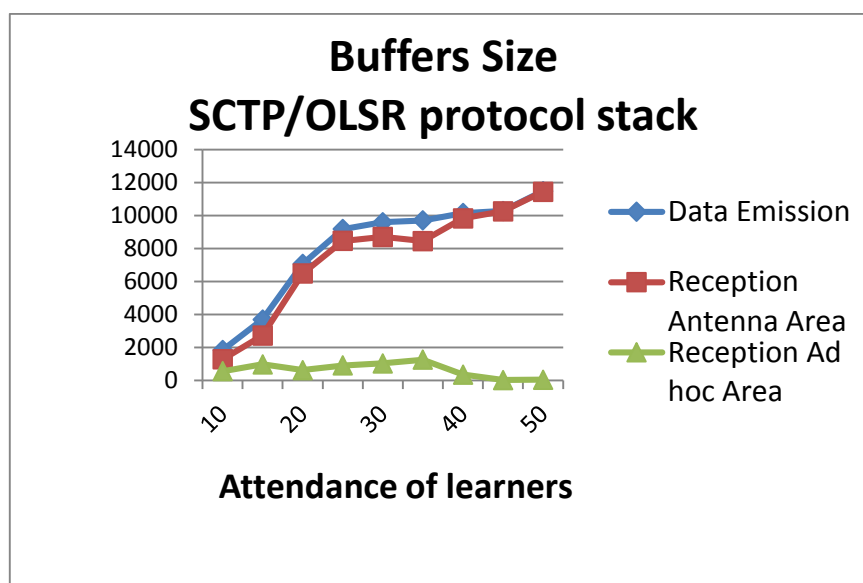 Buffers Size
SCTP/OLSR protocol stack
14000
12000
10000
8000
6000
4000
2000
0
10
20
30
40
50
Attendance of learners
Data Emission
Reception
Antenna Area
Reception Ad
hoc Area